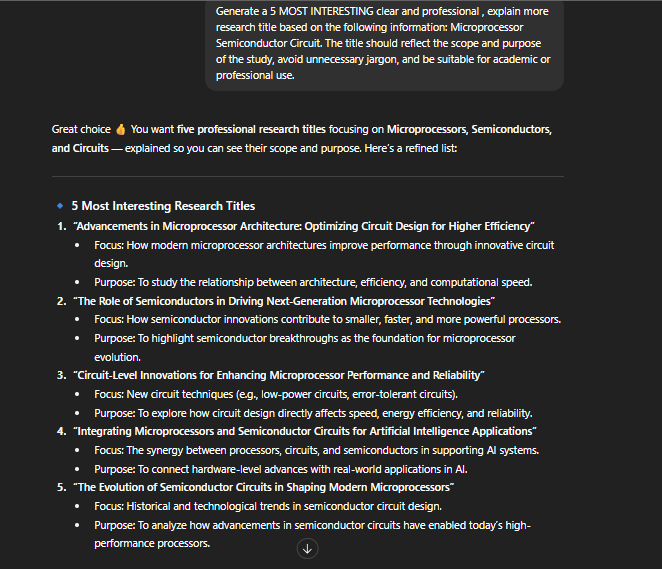 Generate a 5 MOST INTERESTING clear and professional , explain more
research title based on the following information: Microprocessor
Semiconductor Circuit. The title should reflect the scope and purpose
of the study, avoid unnecessary jargon, and be suitable for academic or
professional use.
Great choice 👍 You want five professional research titles focusing on Microprocessors, Semiconductors,
and Circuits — explained so you can see their scope and purpose. Here's a refined list:
🔹 5 Most Interesting Research Titles
1. "Advancements in Microprocessor Architecture: Optimizing Circuit Design for Higher Efficiency"
• Focus: How modern microprocessor architectures improve performance through innovative circuit
design.
• Purpose: To study the relationship between architecture, efficiency, and computational speed.
2. "The Role of Semiconductors in Driving Next-Generation Microprocessor Technologies"
• Focus: How semiconductor innovations contribute to smaller, faster, and more powerful processors.
• Purpose: To highlight semiconductor breakthroughs as the foundation for microprocessor
evolution.
3. "Circuit-Level Innovations for Enhancing Microprocessor Performance and Reliability"
• Focus: New circuit techniques (e.g., low-power circuits, error-tolerant circuits).
• Purpose: To explore how circuit design directly affects speed, energy efficiency, and reliability.
4. "Integrating Microprocessors and Semiconductor Circuits for Artificial Intelligence Applications"
• Focus: The synergy between processors, circuits, and semiconductors in supporting AI systems.
• Purpose: To connect hardware-level advances with real-world applications in AI.
5. "The Evolution of Semiconductor Circuits in Shaping Modern Microprocessors"
• Focus: Historical and technological trends in semiconductor circuit design.
• Purpose: To analyze how advancements in semiconductor circuits have enabled today's high-
performance processors.